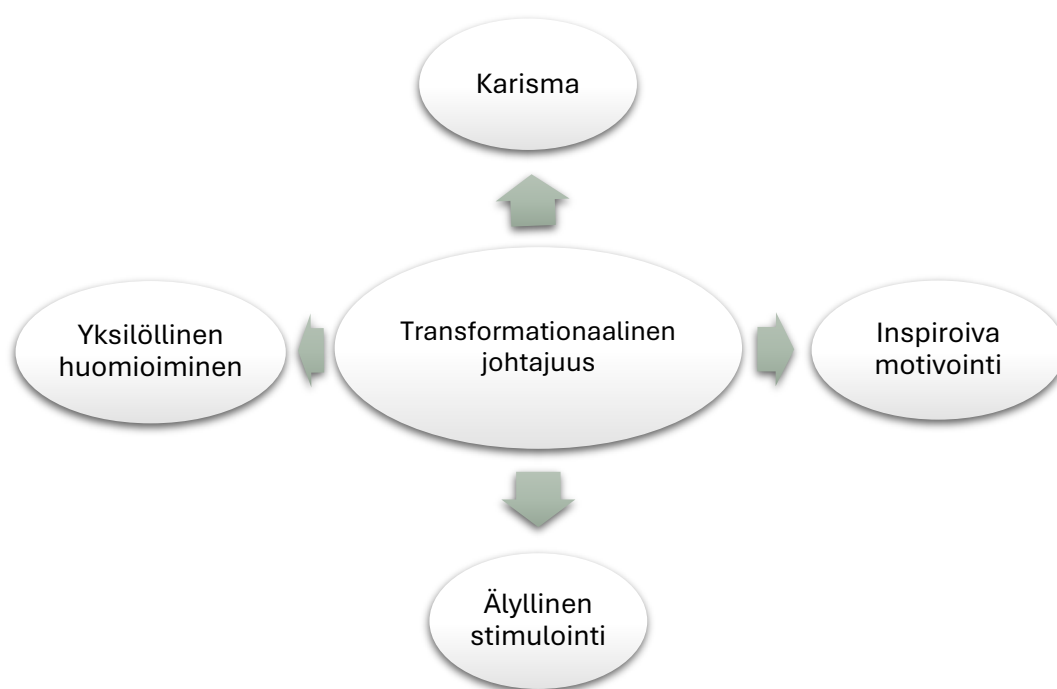 Karisma
Yksilöllinen
huomioiminen
Transformationaalinen
johtajuus
Inspiroiva
motivointi
Älyllinen
stimulointi